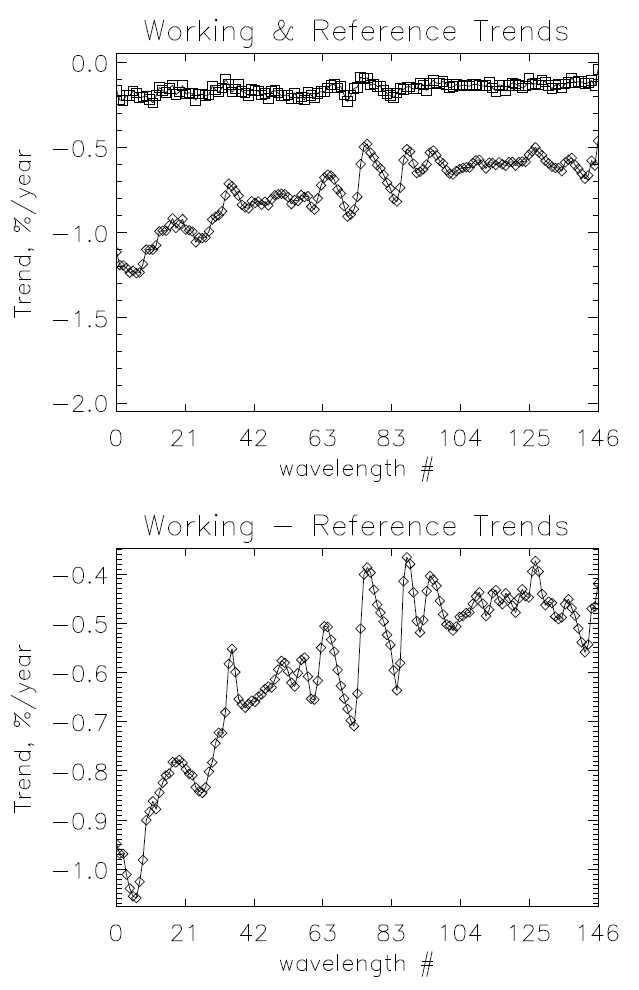 Working & Reference Trends
0.0
−0.5
−1.0
−1.5
−2.0
Trend, %/year
0 21 42 63 83 104 125 146
wavelength #
Working − Reference Trends
−0.4
−0.5
−0.6
−0.7
−0.8
−0.9
−1.0
Trend, %/year
0 21 42 63 83 104 125 146
wavelength #